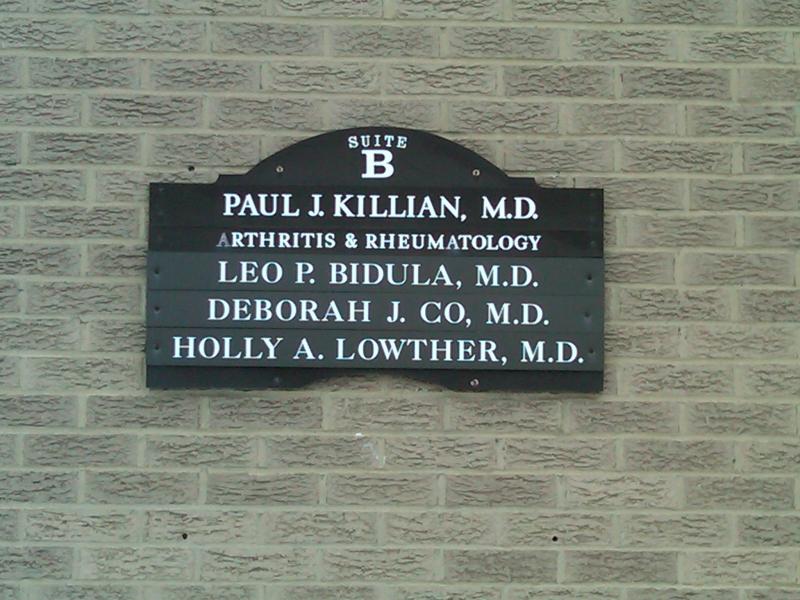 SUITE
B
PAUL J. KILLIAN, M.D.
ARTHRITIS & RHEUMATOLOGY
LEO P. BIDULA, M.D.
DEBORAH J. CO, M.D.
HOLLY A. LOWTHER, M.D.